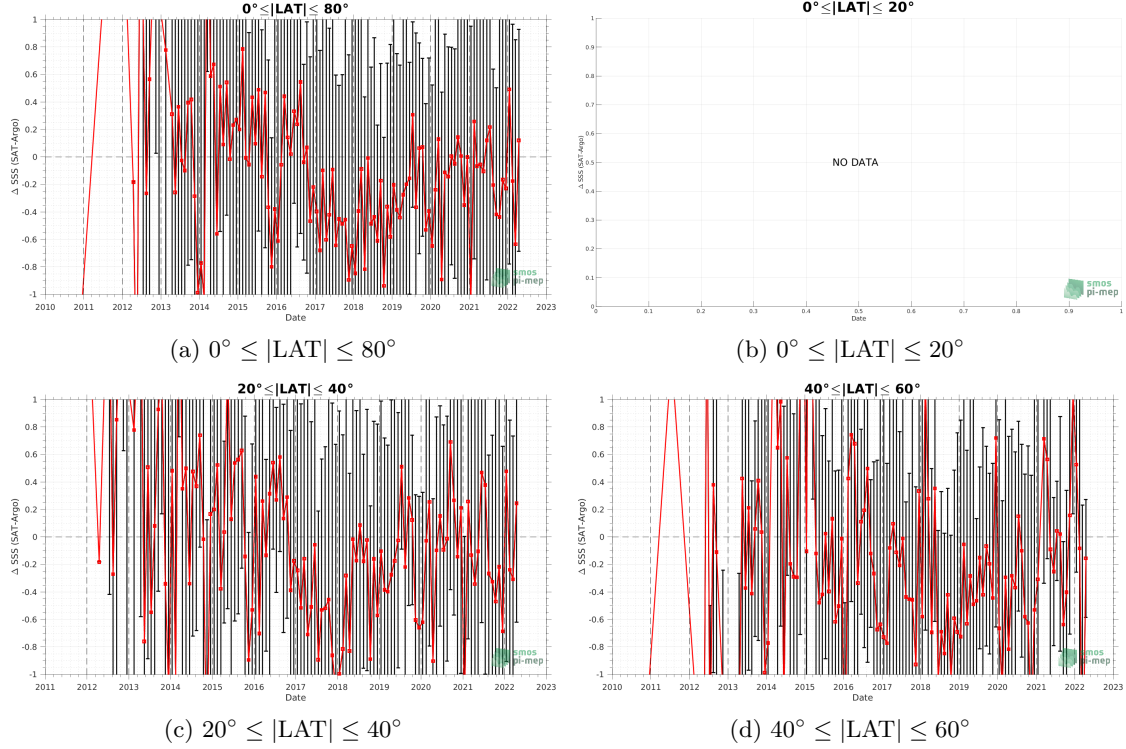 0°≤|LAT|≤ 80°
1
0.8
0.6
0.4
0.2
0
-0.2
-0.4
-0.6
-0.8
-1
Δ SSS (SAT-Argo)
2010 2011 2012 2013 2014 2015 2016 2017 2018 2019 2020 2021 2022 2023
Date
smos
pi-mep
(a) 0° ≤ |LAT| ≤ 80°
0°≤|LAT|≤ 20°
1
0.9
0.8
0.7
0.6
0.5
0.4
0.3
0.2
0.1
0
Δ SSS (SAT-Argo)
NO DATA
0 0.1 0.2 0.3 0.4 0.5 0.6 0.7 0.8 0.9 1
Date
smos
pi-mep
(b) 0° ≤ |LAT| ≤ 20°
20°≤|LAT|≤ 40°
1
0.8
0.6
0.4
0.2
0
-0.2
-0.4
-0.6
-0.8
-1
Δ SSS (SAT-Argo)
2011 2012 2013 2014 2015 2016 2017 2018 2019 2020 2021 2022 2023
Date
smos
pi-mep
(c) 20° ≤ |LAT| ≤ 40°
40°≤|LAT|≤ 60°
1
0.8
0.6
0.4
0.2
0
-0.2
-0.4
-0.6
-0.8
-1
Δ SSS (SAT-Argo)
2010 2011 2012 2013 2014 2015 2016 2017 2018 2019 2020 2021 2022 2023
Date
smos
pi-mep
(d) 40° ≤ |LAT| ≤ 60°